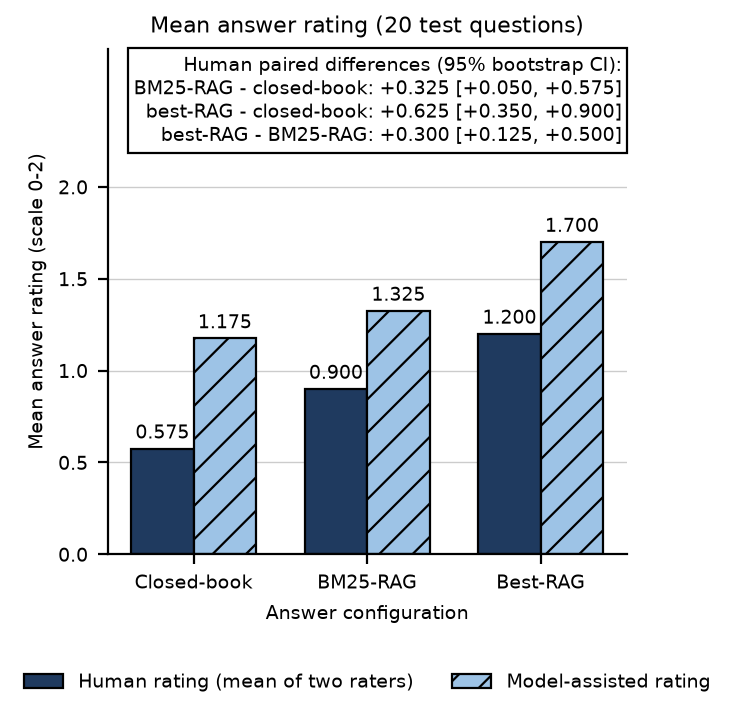 Mean answer rating (20 test questions)
Human paired differences (95% bootstrap CI):
BM25-RAG - closed-book: +0.325 [+0.050, +0.575]
best-RAG - closed-book: +0.625 [+0.350, +0.900]
best-RAG - BM25-RAG: +0.300 [+0.125, +0.500]
Mean answer rating (scale 0-2)
2.0
1.5
1.0
0.5
0.0
0.575
1.175
0.900
1.325
1.200
1.700
Closed-book
BM25-RAG
Best-RAG
Answer configuration
Human rating (mean of two raters)
Model-assisted rating